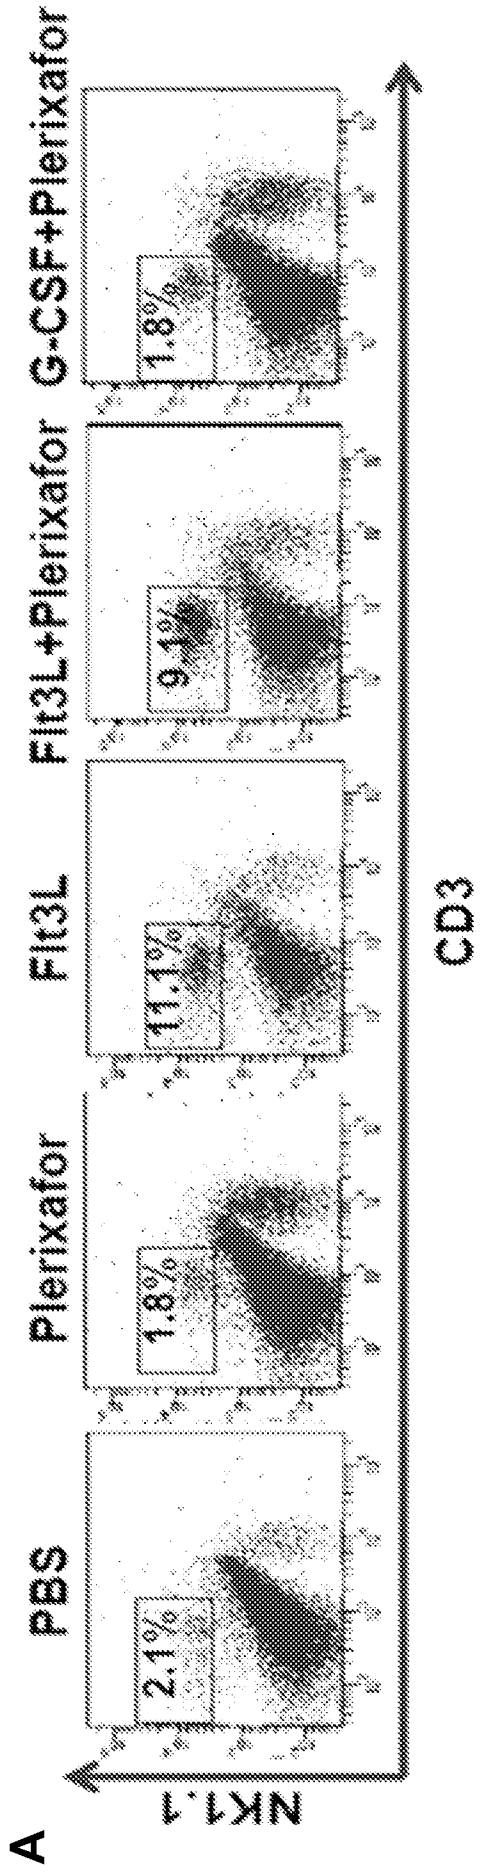 A
PBS
Plerixafor
Flt3L
Flt3L+Plerixafor
G-CSF+Plerixafor
2.1%
1.8%
11.1%
9.1%
1.8%
NK1.1
CD3